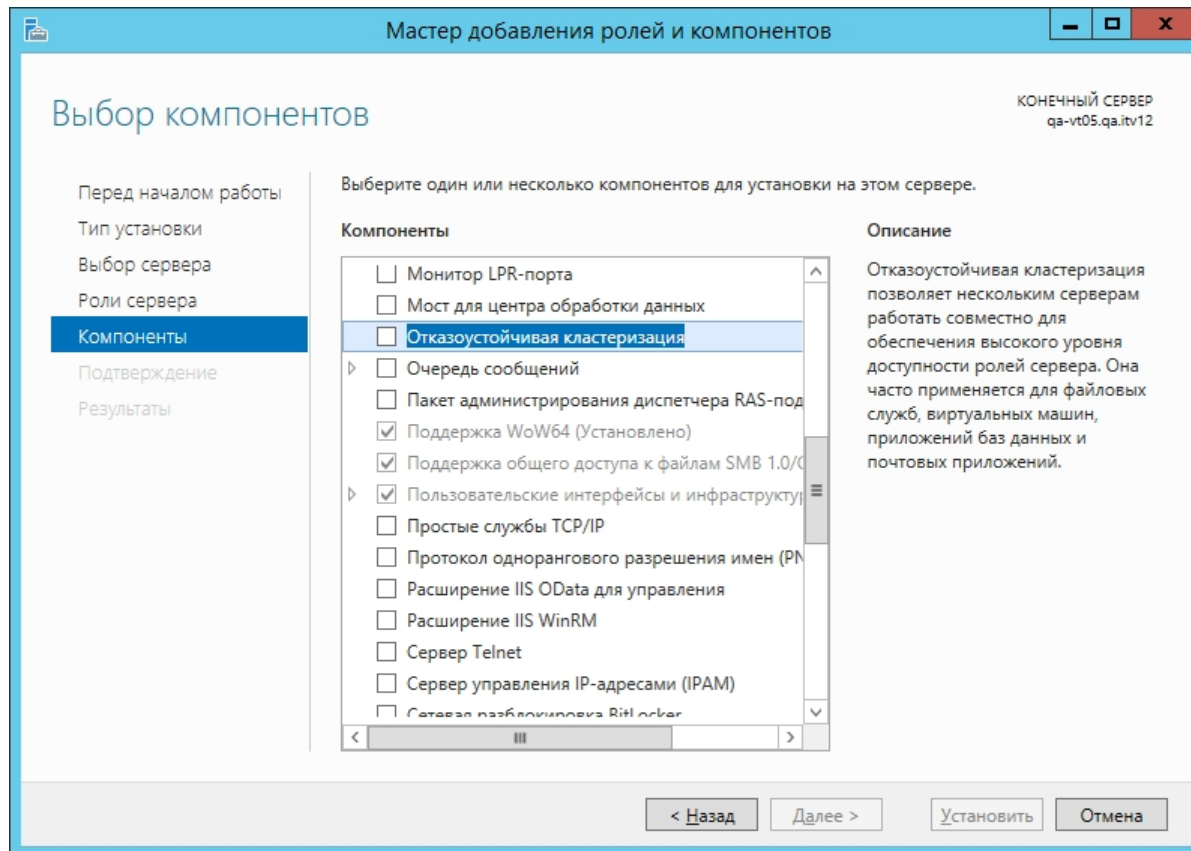 Мастер добавления ролей и компонентов
Выбор компонентов
КОНЕЧНЫЙ СЕРВЕР
qa-vt05.qa.itv12
Перед началом работы
Тип установки
Выбор сервера
Роли сервера
Компоненты
Подтверждение
Результаты
Выберите один или несколько компонентов для установки на этом сервере.
Компоненты
Монитор LPR-порта
Мост для центра обработки данных
Отказоустойчивая кластеризация
Очередь сообщений
Пакет администрирования диспетчера RAS-под
Поддержка WoW64 (Установлено)
Поддержка общего доступа к файлам SMB 1.0/C
Пользовательские интерфейсы и инфраструктур
Простые службы TCP/IP
Протокол однорангового разрешения имен (PN
Расширение IIS OData для управления
Расширение IIS WinRM
Сервер Telnet
Сервер управления IP-адресами (IPAM)
Сетевая разблокировка BitLocker
Описание
Отказоустойчивая кластеризация
позволяет нескольким серверам
работать совместно для
обеспечения высокого уровня
доступности ролей сервера. Она
часто применяется для файловых
служб, виртуальных машин,
приложений баз данных и
почтовых приложений.
< Назад
Далее >
Установить
Отмена